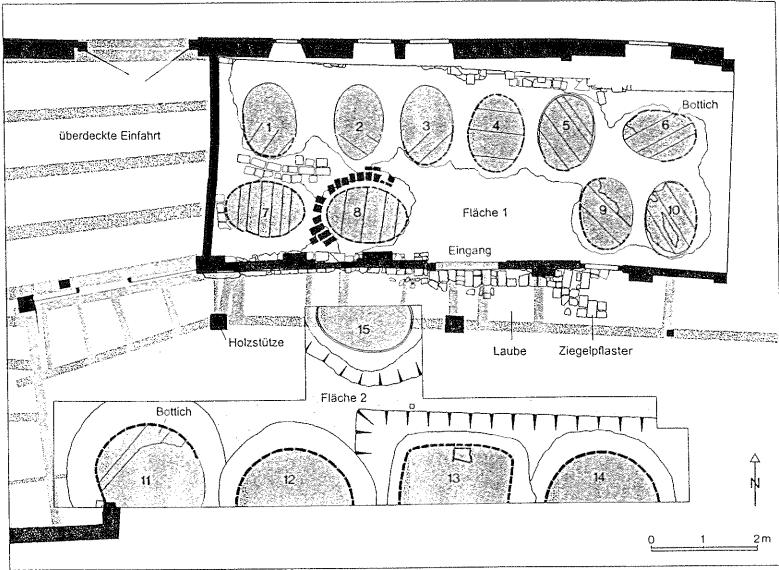 1
2
3
4
5
6
Bottich
überdeckte Einfahrt
7
8
Fläche 1
9
10
Eingang
15
Holzstütze
Laube
Ziegelpflaster
Fläche 2
Bottich
11
12
13
14
N
0 1 2m